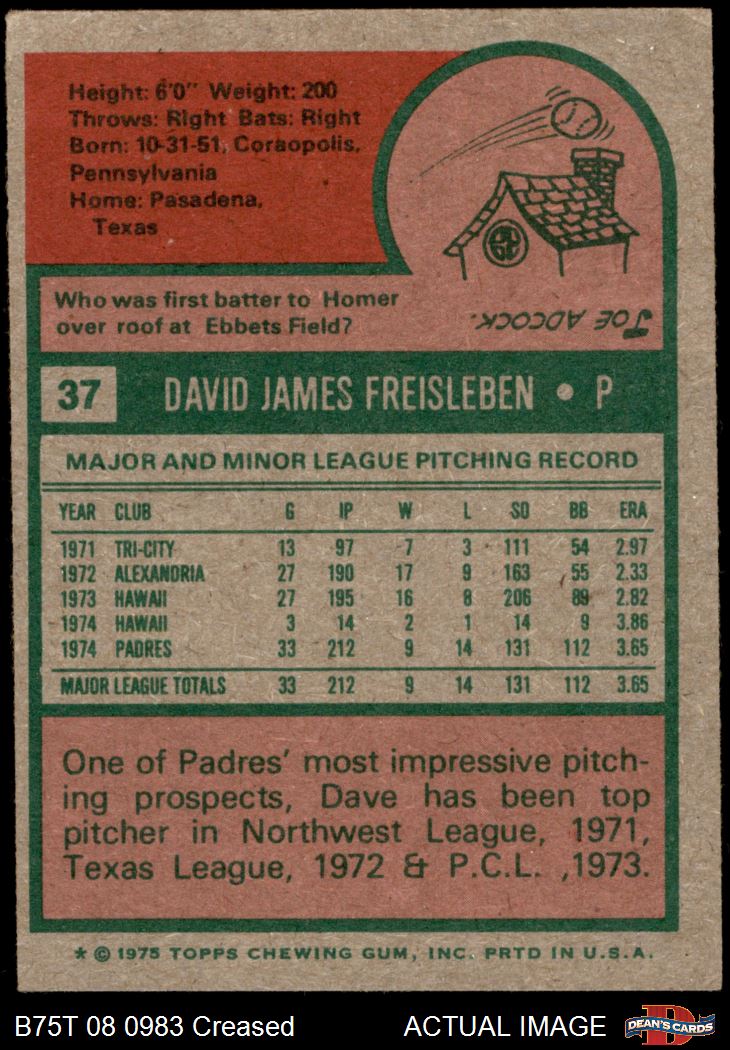 Height: 6'0" Weight: 200
Throws: Right Bats: Right
Born: 10-31-51, Coraopolis,
Pennsylvania
Home: Pasadena,
Texas
Who was first batter to Homer
over roof at Ebbets Field?
JOE ADCOCK.
37 DAVID JAMES FREISLEBEN • P
MAJOR AND MINOR LEAGUE PITCHING RECORD
YEAR CLUB G IP W L SO BB ERA
1971 TRI-CITY 13 97 7 3 111 54 2.97
1972 ALEXANDRIA 27 190 17 9 163 55 2.33
1973 HAWAII 27 195 16 8 206 89 2.82
1974 HAWAII 3 14 2 1 14 9 3.86
1974 PADRES 33 212 9 14 131 112 3.65
MAJOR LEAGUE TOTALS 33 212 9 14 131 112 3.65
One of Padres' most impressive pitch-
ing prospects, Dave has been top
pitcher in Northwest League, 1971,
Texas League, 1972 & P.C.L. ,1973.
* © 1975 TOPPS CHEWING GUM, INC. PRTD IN U.S.A.
B75T 08 0983 Creased ACTUAL IMAGE
D
DEAN'S CARDS